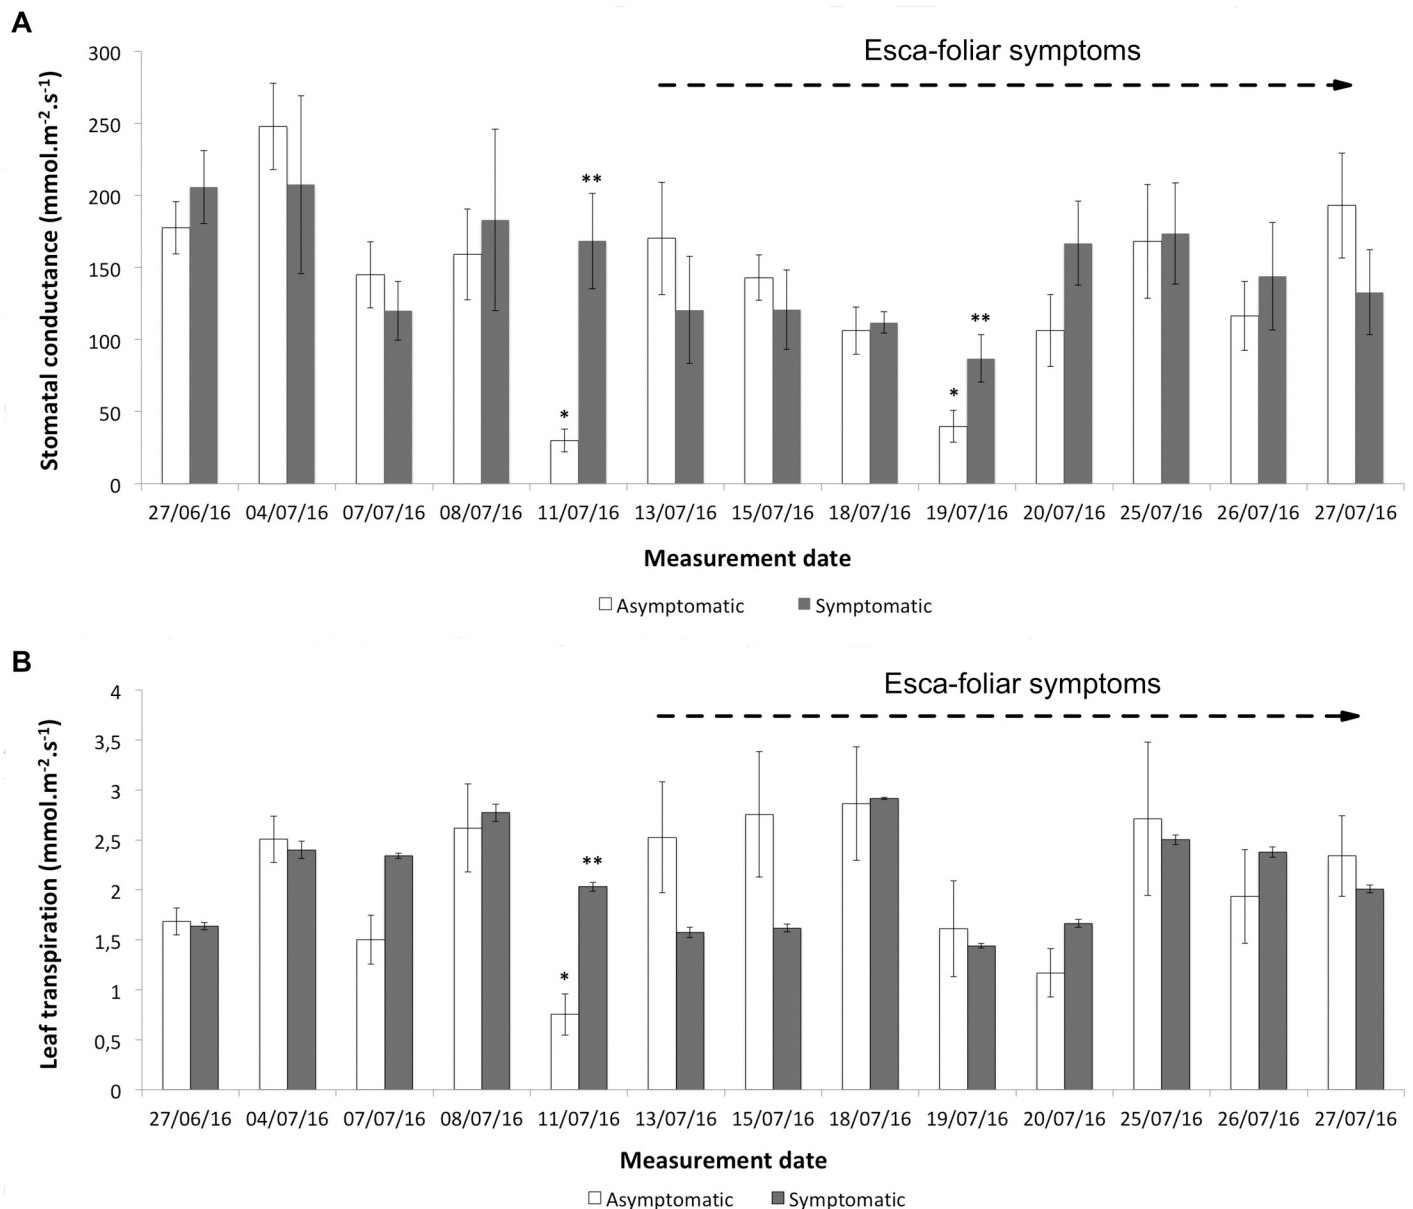 A
Esca-foliar symptoms
Stomatal conductance (mmol.m-2.s-1)
300
250
200
150
100
50
0
*
**
*
**
27/06/16 04/07/16 07/07/16 08/07/16 11/07/16 13/07/16 15/07/16 18/07/16 19/07/16 20/07/16 25/07/16 26/07/16 27/07/16
Measurement date
Asymptomatic Symptomatic
B
Esca-foliar symptoms
Leaf transpiration (mmol.m-2.s-1)
4
3,5
3
2,5
2
1,5
1
0,5
0
*
**
27/06/16 04/07/16 07/07/16 08/07/16 11/07/16 13/07/16 15/07/16 18/07/16 19/07/16 20/07/16 25/07/16 26/07/16 27/07/16
Measurement date
Asymptomatic Symptomatic